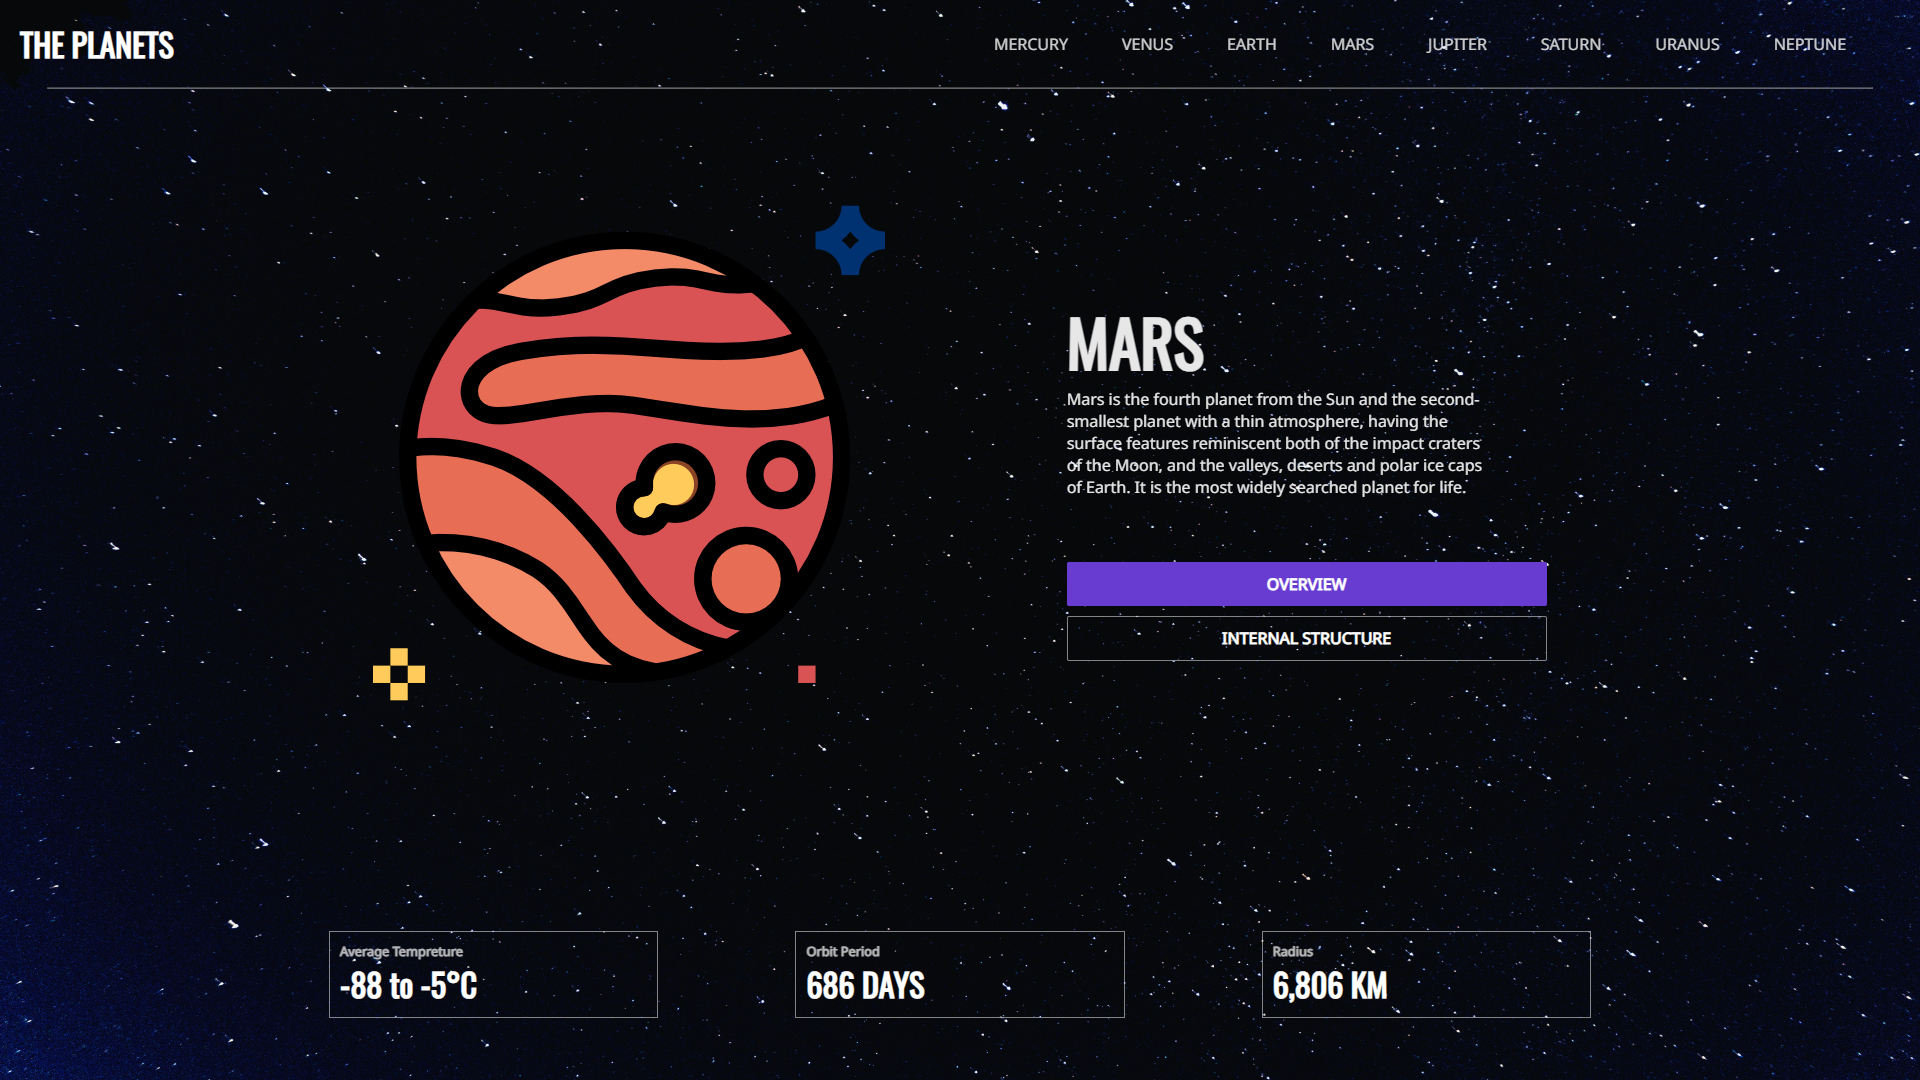 THE PLANETS
MERCURY VENUS EARTH MARS JUPITER SATURN URANUS NEPTUNE
MARS
Mars is the fourth planet from the Sun and the second-
smallest planet with a thin atmosphere, having the
surface features reminiscent both of the impact craters
of the Moon, and the valleys, deserts and polar ice caps
of Earth. It is the most widely searched planet for life.
OVERVIEW
INTERNAL STRUCTURE
Average Tempreture
-88 to -5°C
Orbit Period
686 DAYS
Radius
6,806 KM